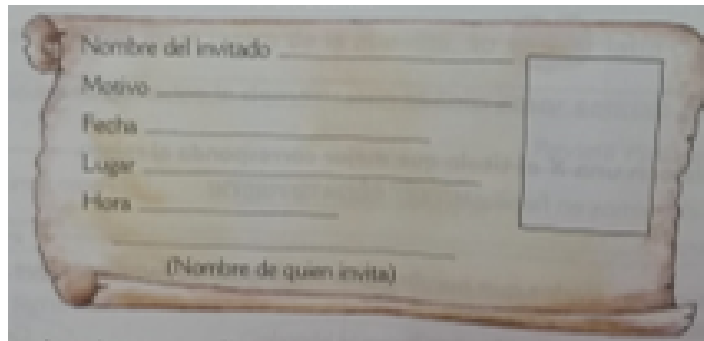 Nombre del invitado
Motivo
Fecha
Lugar
Hora
(Nombre de quien invita)